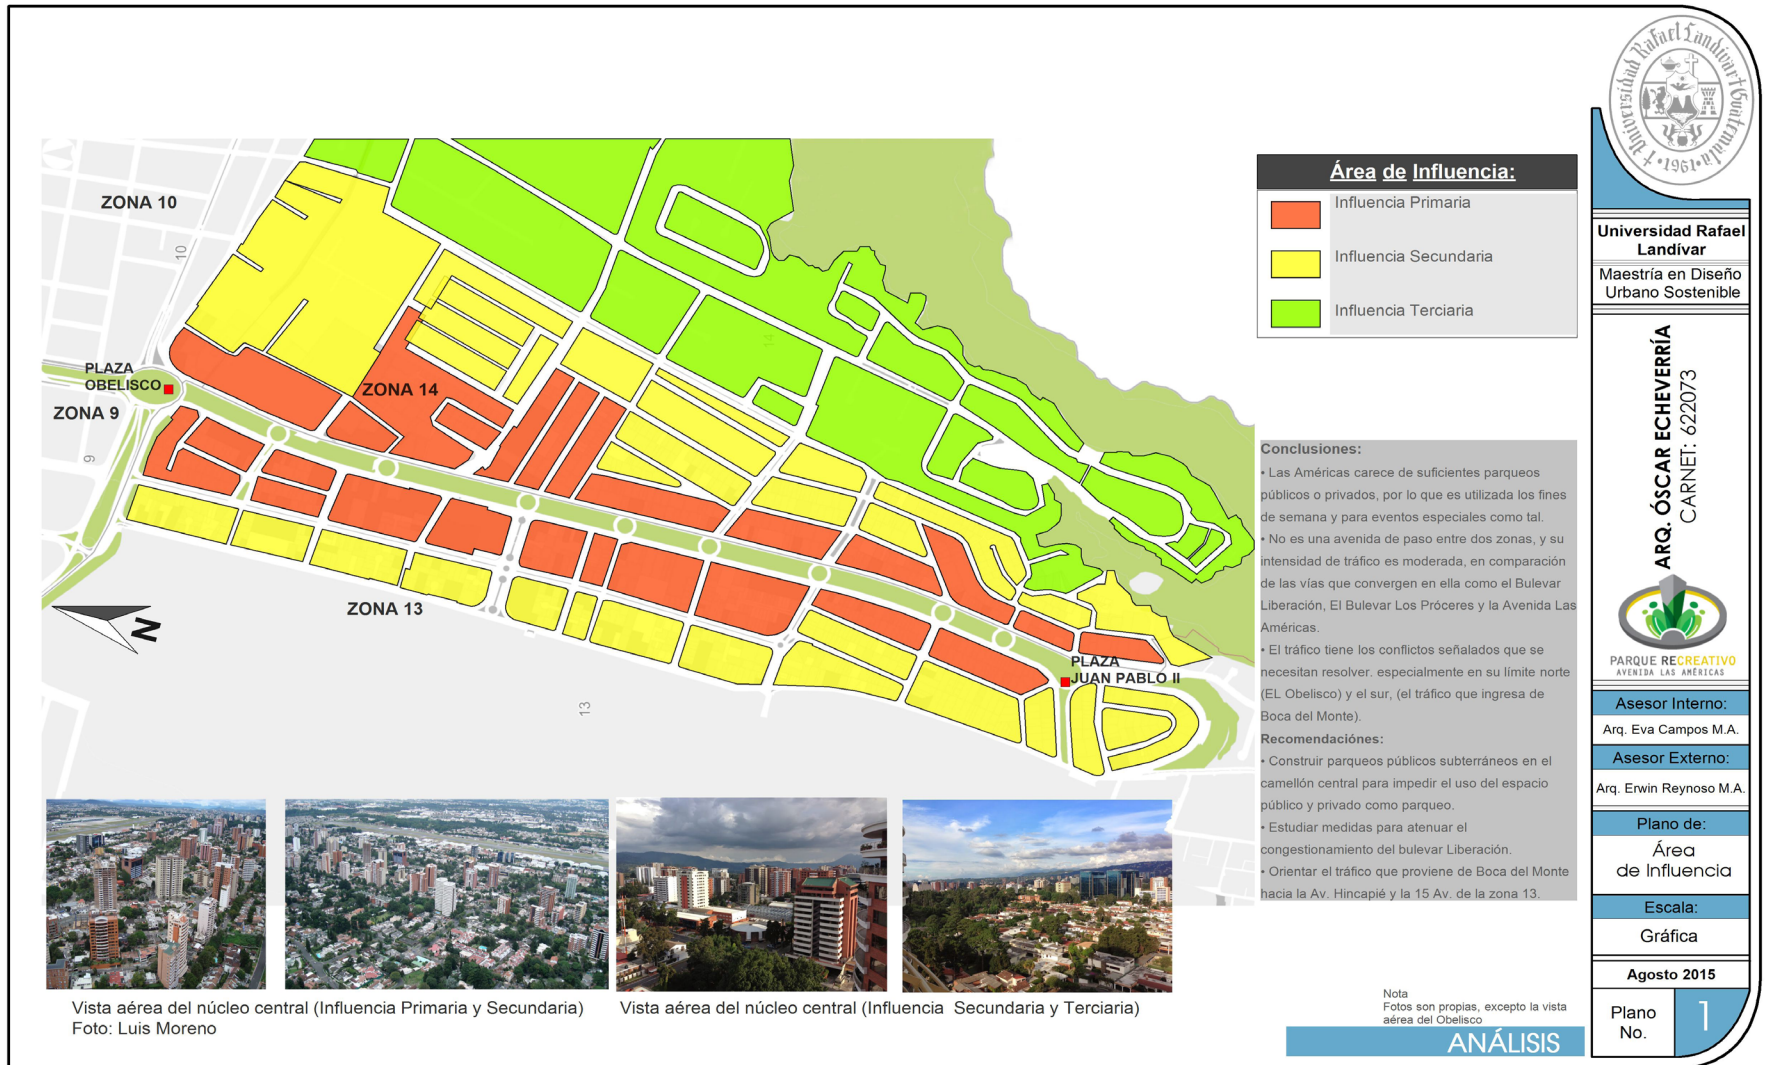 ZONA 10
10
PLAZA
OBELISCO
ZONA 9
9
ZONA 14
14
ZONA 13
13
N
PLAZA
JUAN PABLO II
Área de Influencia:
Influencia Primaria
Influencia Secundaria
Influencia Terciaria
Conclusiones:
• Las Américas carece de suficientes parqueos
públicos o privados, por lo que es utilizada los fines
de semana y para eventos especiales como tal.
• No es una avenida de paso entre dos zonas, y su
intensidad de tráfico es moderada, en comparación
de las vías que convergen en ella como el Bulevar
Liberación, El Bulevar Los Próceres y la Avenida Las
Américas.
• El tráfico tiene los conflictos señalados que se
necesitan resolver. especialmente en su límite norte
(EL Obelisco) y el sur, (el tráfico que ingresa de
Boca del Monte).
Recomendaciónes:
• Construir parqueos públicos subterráneos en el
camellón central para impedir el uso del espacio
público y privado como parqueo.
• Estudiar medidas para atenuar el
congestionamiento del bulevar Liberación.
• Orientar el tráfico que proviene de Boca del Monte
hacia la Av. Hincapié y la 15 Av. de la zona 13.
Vista aérea del núcleo central (Influencia Primaria y Secundaria)
Foto: Luis Moreno
Vista aérea del núcleo central (Influencia Secundaria y Terciaria)
Nota
Fotos son propias, excepto la vista
aérea del Obelisco
ANÁLISIS
Universidad Rafael Landívar Guatemala
•1961•
Universidad Rafael
Landívar
Maestría en Diseño
Urbano Sostenible
ARQ. ÓSCAR ECHEVERRÍA
CARNET: 622073
PARQUE RECREATIVO
AVENIDA LAS AMÉRICAS
Asesor Interno:
Arq. Eva Campos M.A.
Asesor Externo:
Arq. Erwin Reynoso M.A.
Plano de:
Área
de Influencia
Escala:
Gráfica
Agosto 2015
Plano
No.
1